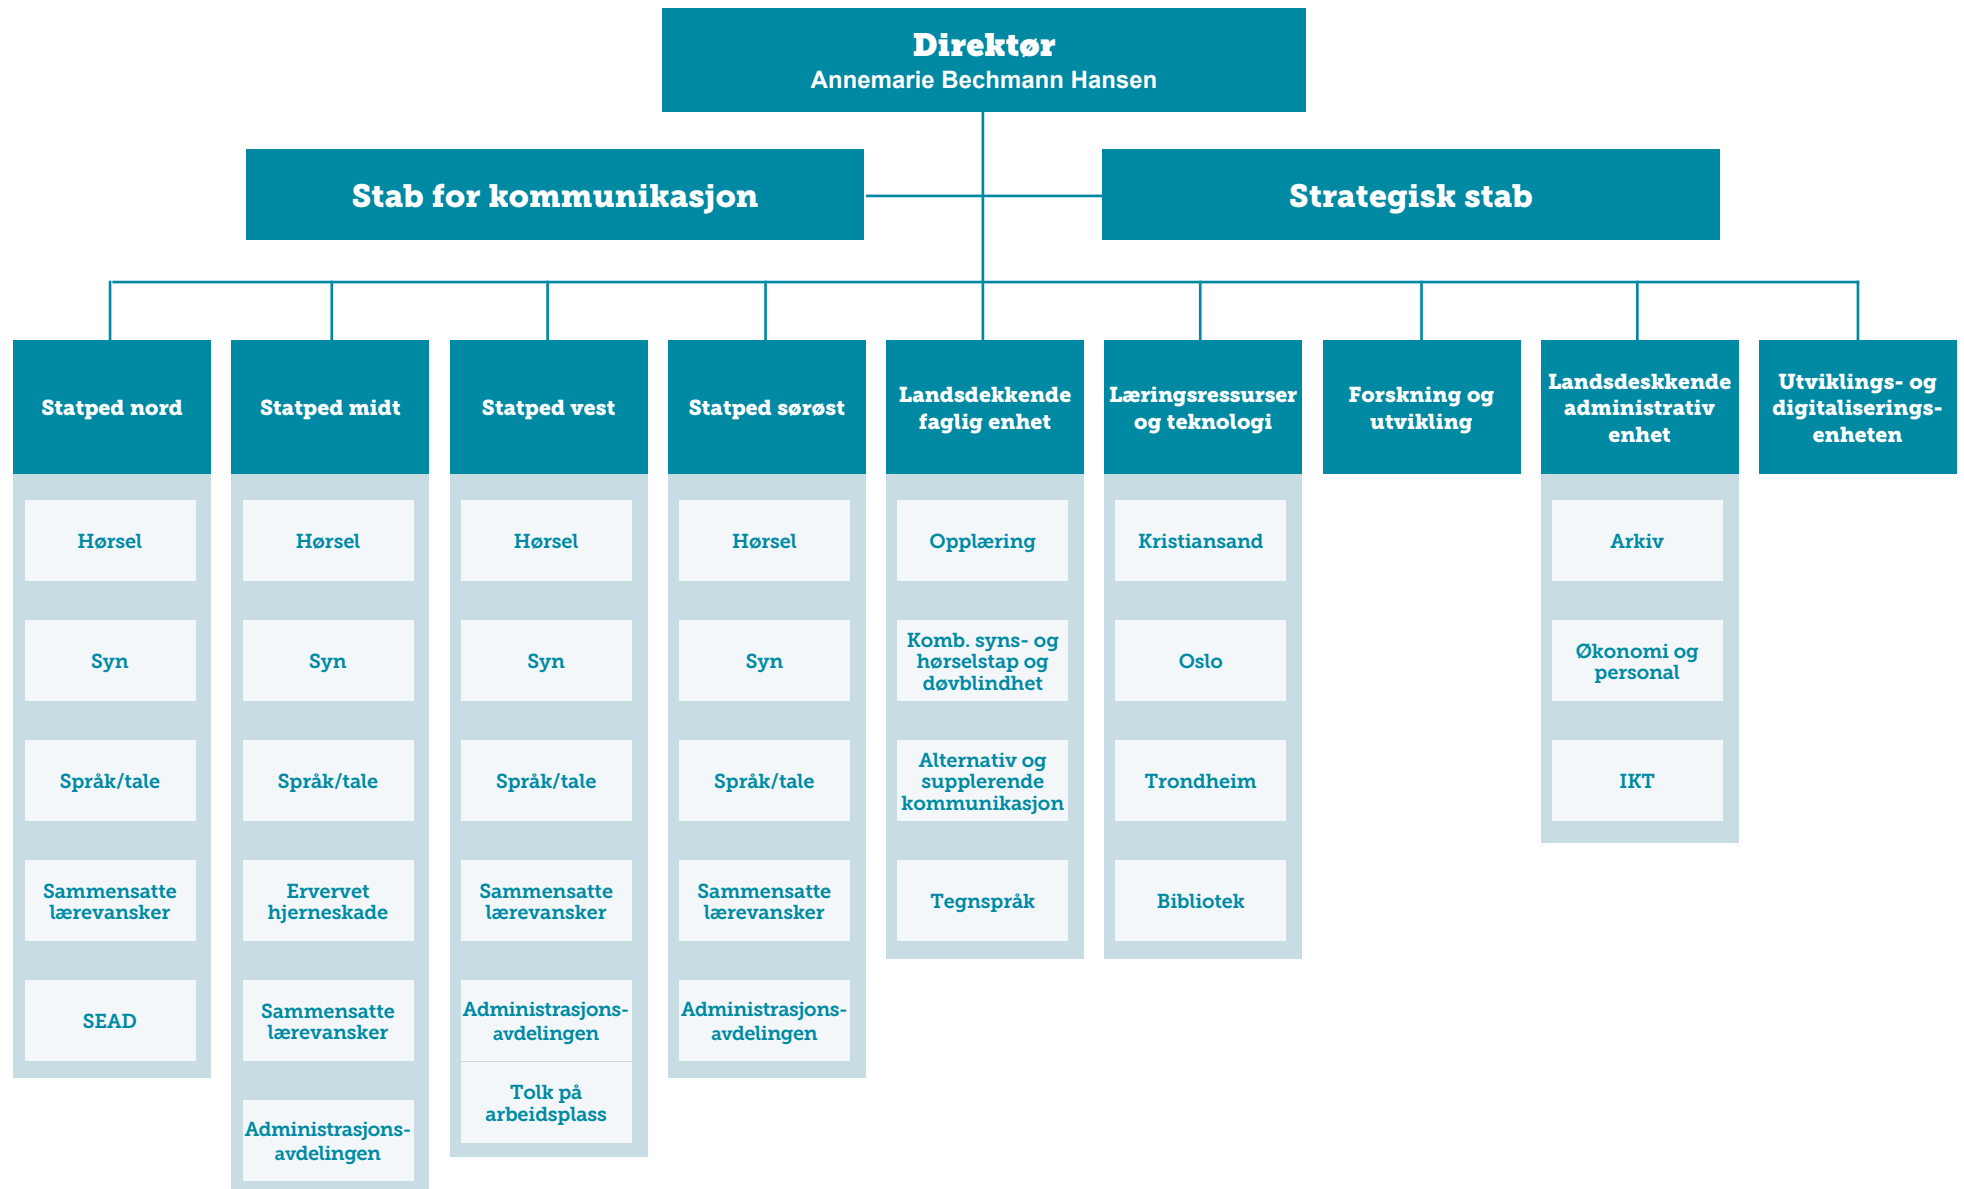 Direktør
Annemarie Bechmann Hansen
Stab for kommunikasjon
Strategisk stab
Statped nord
Statped midt
Statped vest
Statped sørøst
Landsdekkende
faglig enhet
Læringsressurser
og teknologi
Forskning og
utvikling
Landsdeskkende
administrativ
enhet
Utviklings- og
digitaliserings-
enheten
Hørsel
Syn
Språk/tale
Sammensatte
lærevansker
SEAD
Hørsel
Syn
Språk/tale
Ervervet
hjerneskade
Sammensatte
lærevansker
Administrasjons-
avdelingen
Hørsel
Syn
Språk/tale
Sammensatte
lærevansker
Administrasjons-
avdelingen
Tolk på
arbeidsplass
Hørsel
Syn
Språk/tale
Sammensatte
lærevansker
Administrasjons-
avdelingen
Opplæring
Komb. syns- og
hørselstap og
døvblindhet
Alternativ og
supplerende
kommunikasjon
Tegnspråk
Kristiansand
Oslo
Trondheim
Bibliotek
Arkiv
Økonomi og
personal
IKT